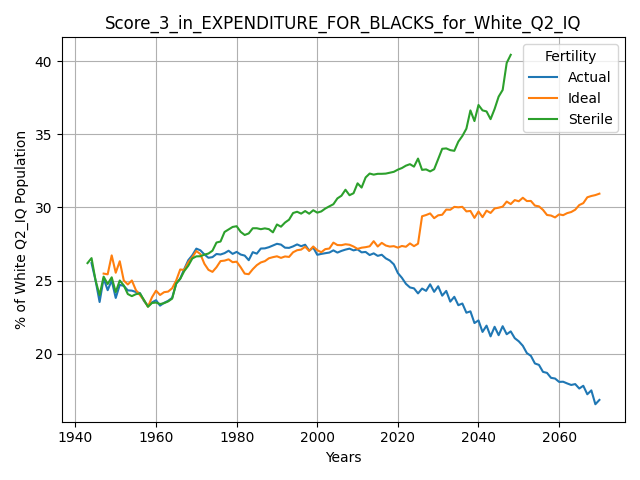 Score_3_in_EXPENDITURE_FOR_BLACKS_for_White_Q2_IQ
Fertility
Actual
Ideal
Sterile
% of White Q2_IQ Population
40
35
30
25
20
1940 1960 1980 2000 2020 2040 2060
Years